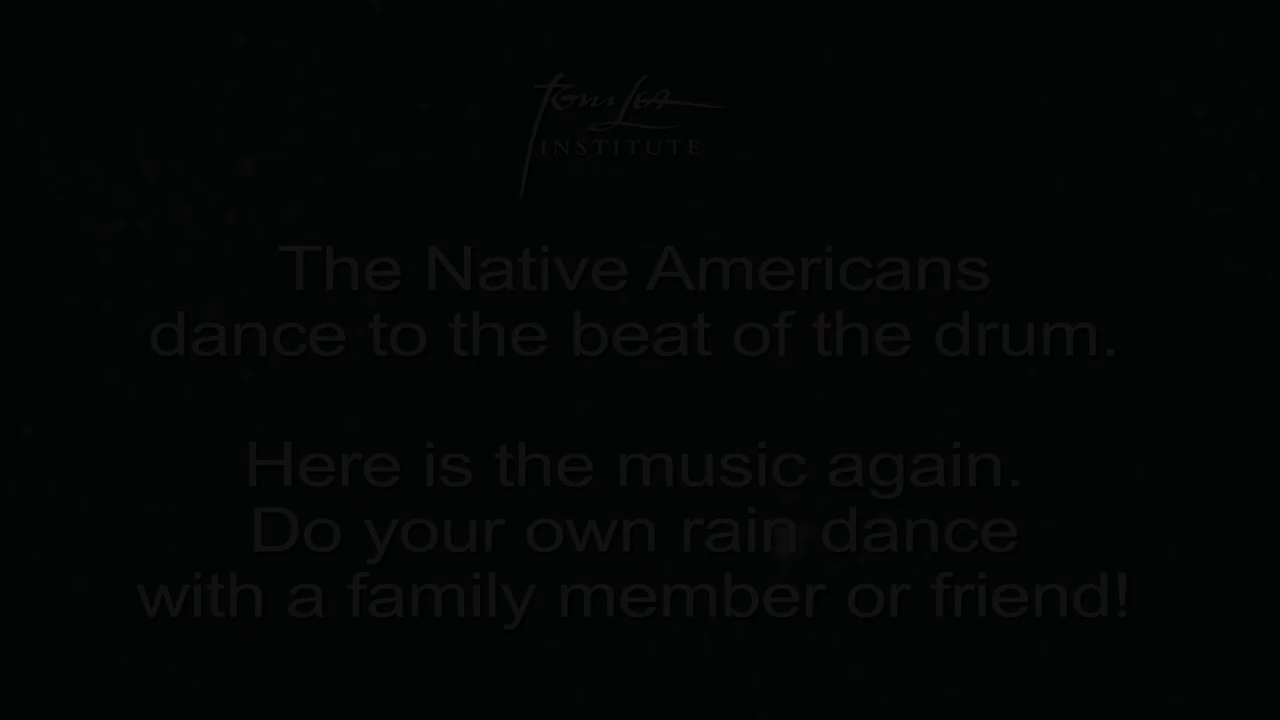 INSTITUTE
The Native Americans
dance to the beat of the drum.
Here is the music again.
Do your own rain dance
with a family member or friend!